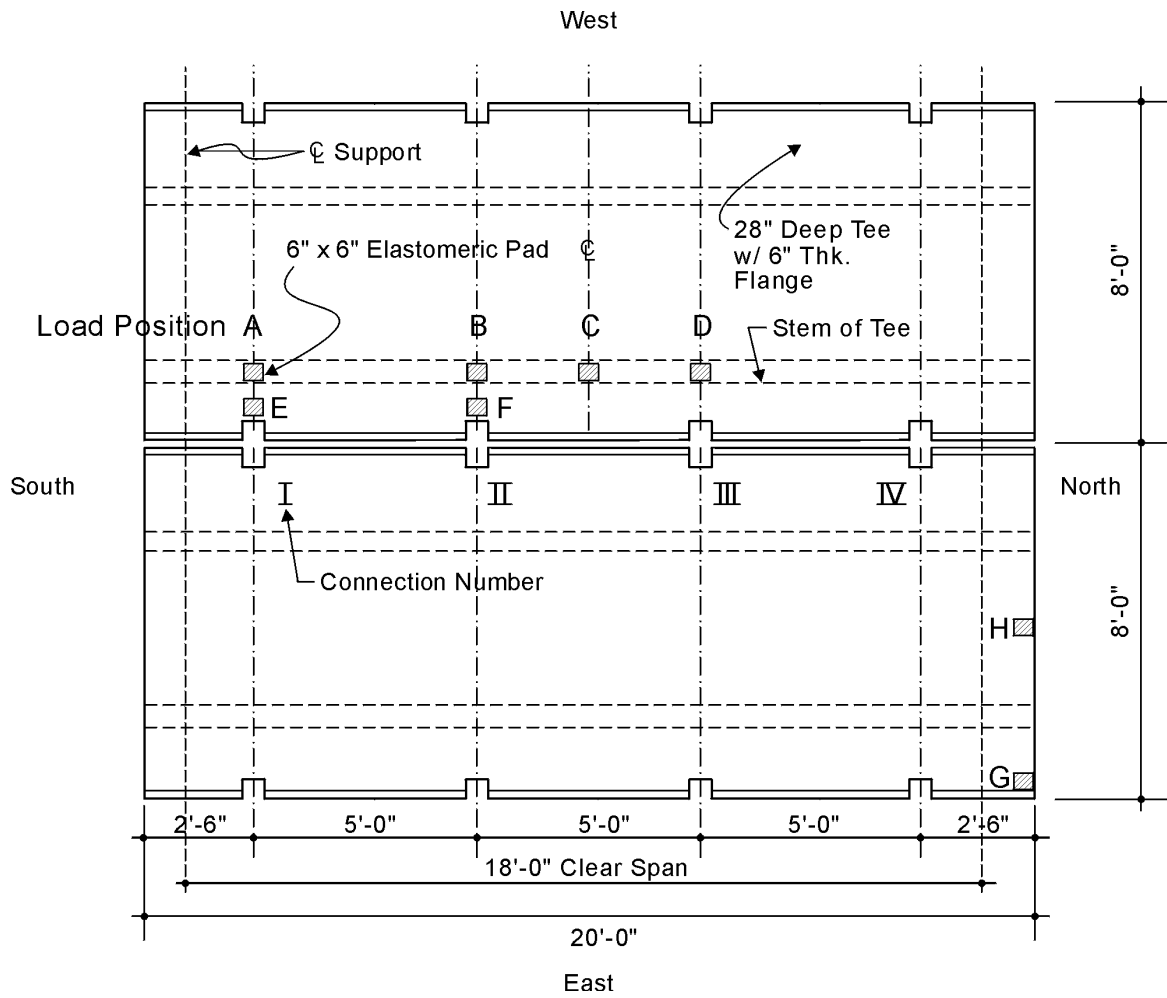 West
℄ Support
28" Deep Tee
w/ 6" Thk.
Flange
6" x 6" Elastomeric Pad
℄
8'-0"
Load Position A B C D
Stem of Tee
E F
South
North
I II III IV
Connection Number
8'-0"
H
G
2'-6" 5'-0" 5'-0" 5'-0" 2'-6"
18'-0" Clear Span
20'-0"
East